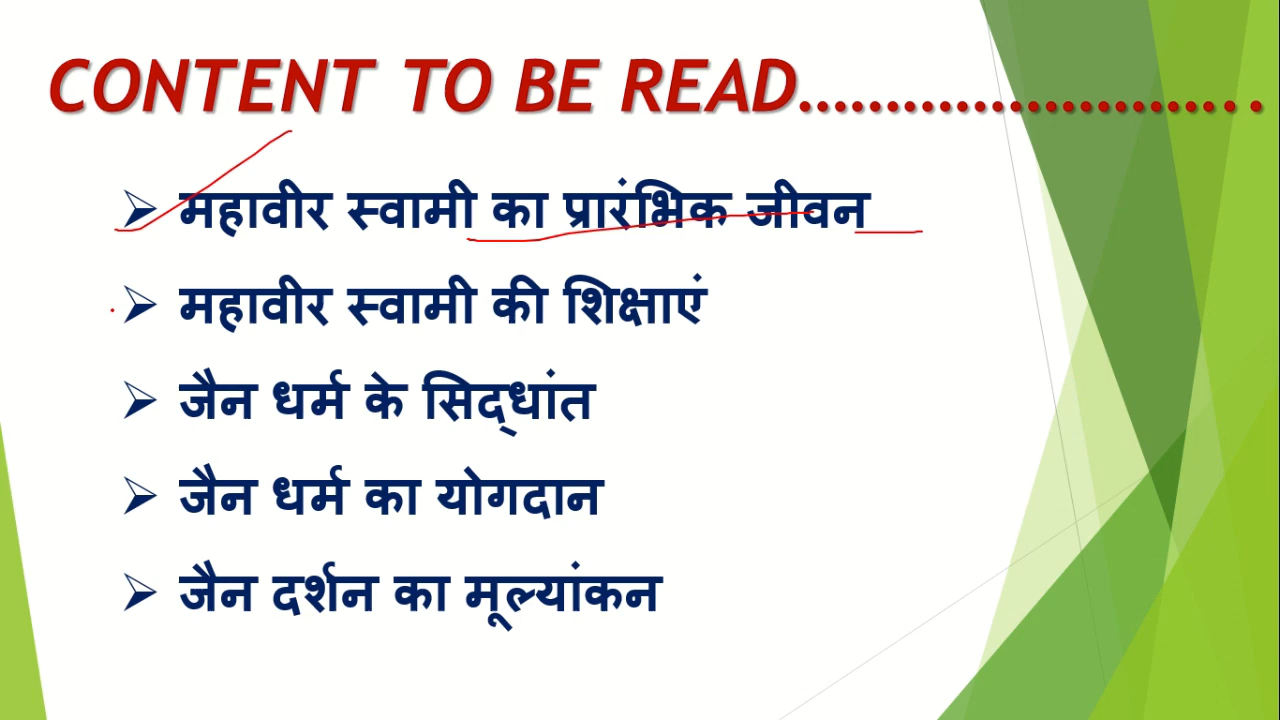 CONTENT TO BE READ............................
➢ महावीर स्वामी का प्रारंभिक जीवन
➢ महावीर स्वामी की शिक्षाएं
➢ जैन धर्म के सिद्धांत
➢ जैन धर्म का योगदान
➢ जैन दर्शन का मूल्यांकन